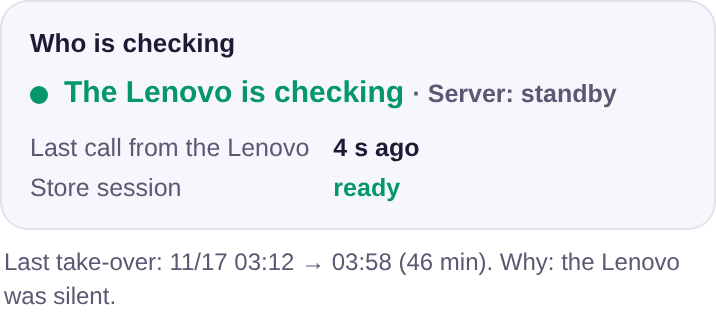 Who is checking
The Lenovo is checking · Server: standby
Last call from the Lenovo 4 s ago
Store session ready
Last take-over: 11/17 03:12 → 03:58 (46 min). Why: the Lenovo
was silent.